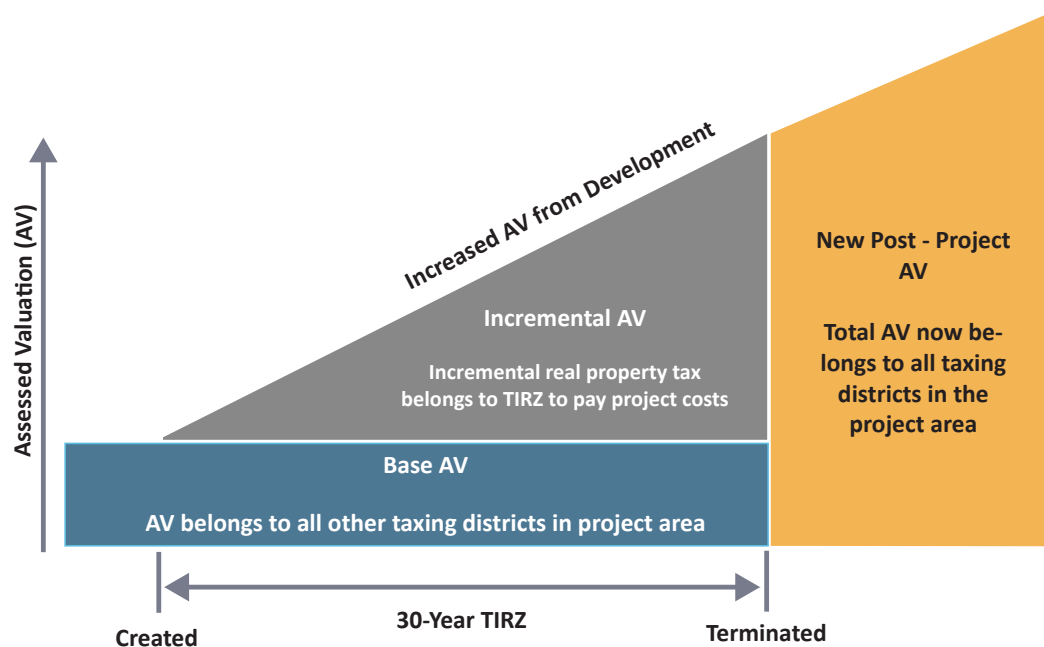 Assessed Valuation (AV)
Increased AV from Development
Incremental AV
Incremental real property tax
belongs to TIRZ to pay project costs
Base AV
AV belongs to all other taxing districts in project area
New Post - Project
AV
Total AV now be-
longs to all taxing
districts in the
project area
30-Year TIRZ
Created
Terminated